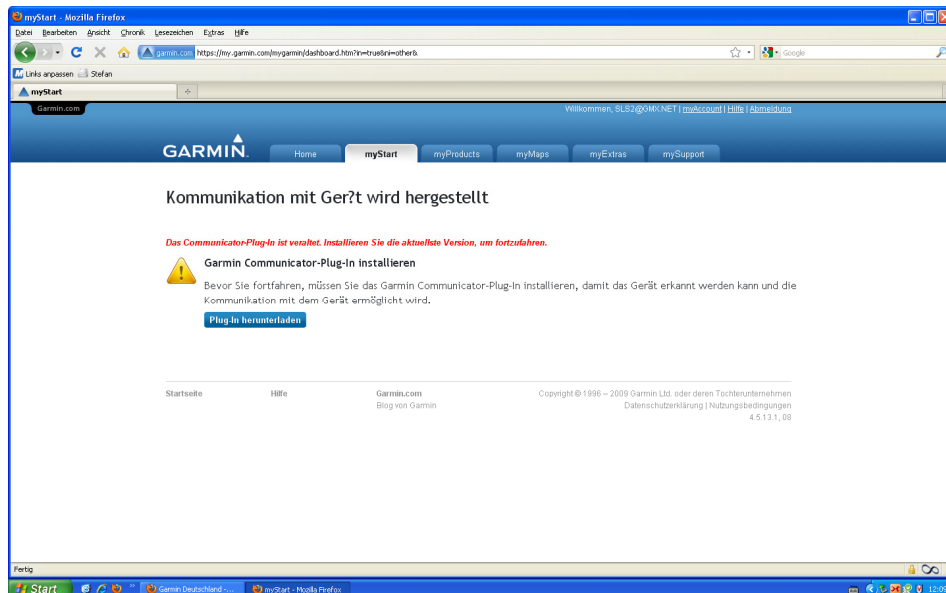 myStart - Mozilla Firefox
Datei Bearbeiten Ansicht Chronik Lesezeichen Extras Hilfe
garmin.com https://my.garmin.com/mygarmin/dashboard.htm?in=true&ni=other&
Google
Links anpassen Stefan
myStart
Garmin.com
Willkommen, SLS2@GMX.NET | myAccount | Hilfe | Abmeldung
GARMIN
Home myStart myProducts myMaps myExtras mySupport
Kommunikation mit Ger?t wird hergestellt
Das Communicator-Plug-In ist veraltet. Installieren Sie die aktuellste Version, um fortzufahren.
Garmin Communicator-Plug-In installieren
Bevor Sie fortfahren, müssen Sie das Garmin Communicator-Plug-In installieren, damit das Gerät erkannt werden kann und die
Kommunikation mit dem Gerät ermöglicht wird.
Plug-In herunterladen
Startseite Hilfe Garmin.com Copyright © 1996 – 2009 Garmin Ltd. oder deren Tochterunternehmen
Blog von Garmin Datenschutzerklärung | Nutzungsbedingungen
4.5.13.1, 08
Fertig
Start Garmin Deutschland -... myStart - Mozilla Firefox 12:09